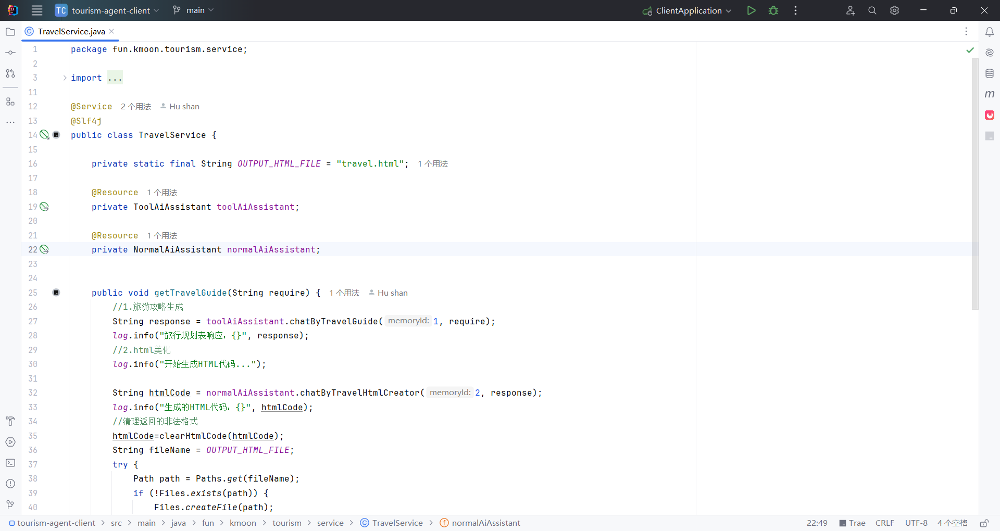 TC tourism-agent-client main ClientApplication
TravelService.java
1 package fun.kmoon.tourism.service;
2
3 import ...
11
12 @Service 2 个用法 Hu shan
13 @Slf4j
14 public class TravelService {
15
16 private static final String OUTPUT_HTML_FILE = "travel.html"; 1 个用法
17
18 @Resource 1 个用法
19 private ToolAiAssistant toolAiAssistant;
20
21 @Resource 1 个用法
22 private NormalAiAssistant normalAiAssistant;
23
24
25 public void getTravelGuide(String require) { 1 个用法 Hu shan
26 //1.旅游攻略生成
27 String response = toolAiAssistant.chatByTravelGuide( memoryId: 1, require);
28 log.info("旅行规划表响应：{}", response);
29 //2.html美化
30 log.info("开始生成HTML代码...");
31
32 String htmlCode = normalAiAssistant.chatByTravelHtmlCreator( memoryId: 2, response);
33 log.info("生成的HTML代码：{}", htmlCode);
34 //清理返回的非法格式
35 htmlCode=clearHtmlCode(htmlCode);
36 String fileName = OUTPUT_HTML_FILE;
37 try {
38 Path path = Paths.get(fileName);
39 if (!Files.exists(path)) {
40 Files.createFile(path);
tourism-agent-client > src > main > java > fun > kmoon > tourism > service > TravelService > normalAiAssistant 22:49 Trae CRLF UTF-8 4 个空格